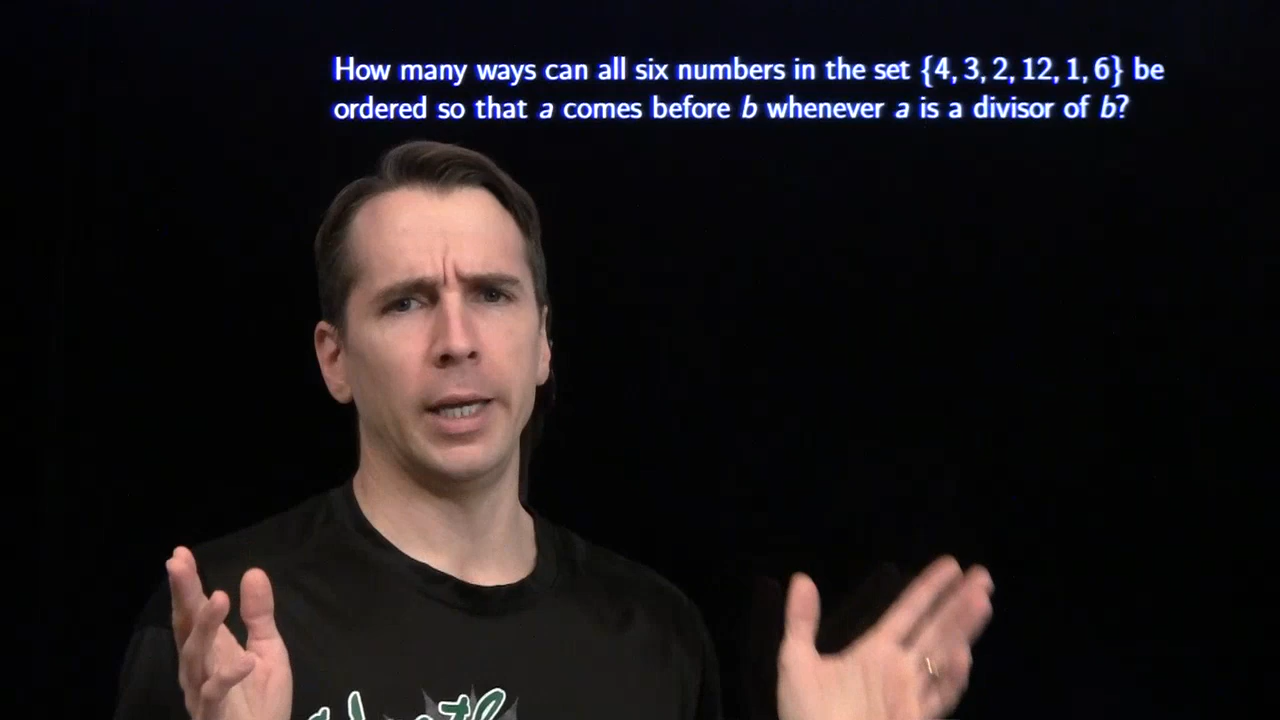 How many ways can all six numbers in the set {4, 3, 2, 12, 1, 6} be
ordered so that a comes before b whenever a is a divisor of b?